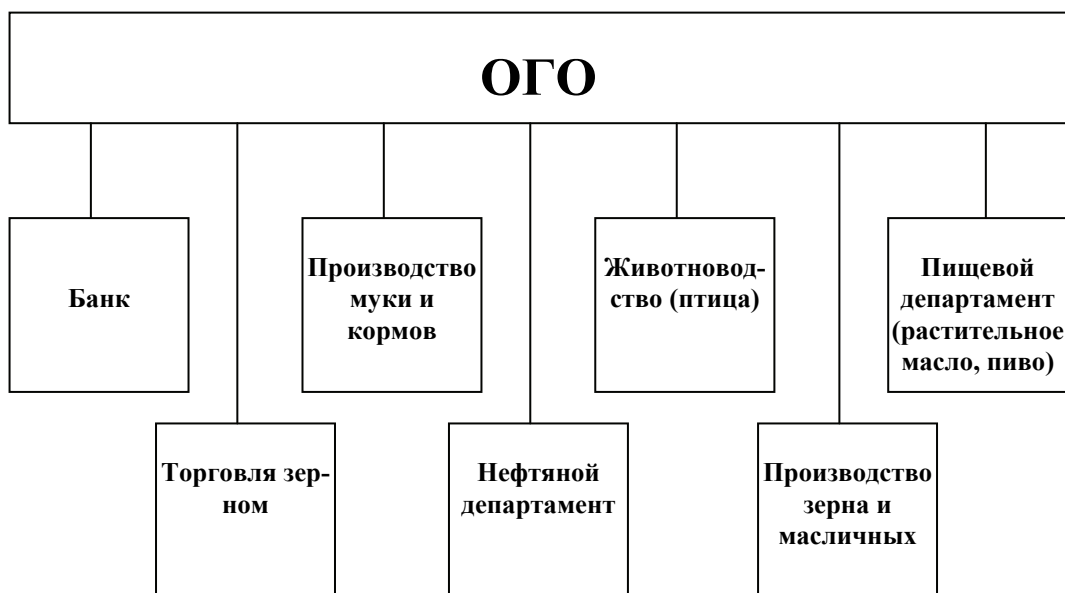 ОГО
Банк
Производство
муки и
кормов
Животновод-
ство (птица)
Пищевой
департамент
(растительное
масло, пиво)
Торговля зер-
ном
Нефтяной
департамент
Производство
зерна и
масличных